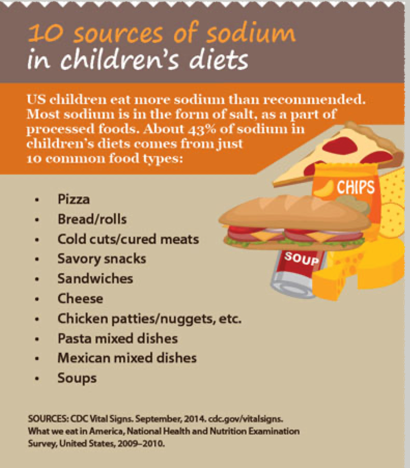 10 sources of sodium
in children's diets
US children eat more sodium than recommended.
Most sodium is in the form of salt, as a part of
processed foods. About 43% of sodium in
children's diets comes from just
10 common food types:
• Pizza
• Bread/rolls
• Cold cuts/cured meats
• Savory snacks
• Sandwiches
• Cheese
• Chicken patties/nuggets, etc.
• Pasta mixed dishes
• Mexican mixed dishes
• Soups
CHIPS
SOUP
SOURCES: CDC Vital Signs. September, 2014. cdc.gov/vitalsigns.
What we eat in America, National Health and Nutrition Examination
Survey, United States, 2009–2010.